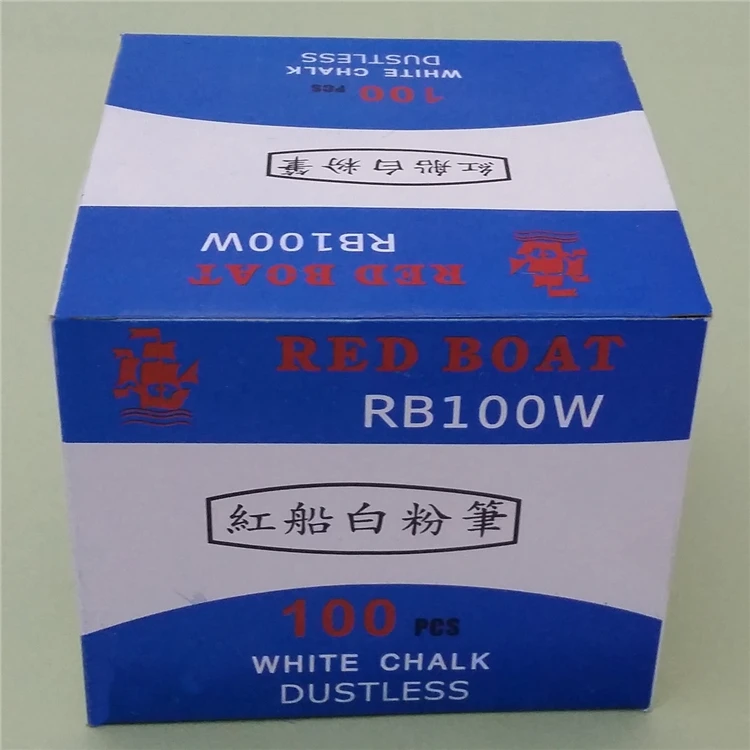 WHITE CHALK
DUSTLESS
100 PCS
紅船白粉筆
RB100W
RED BOAT
RED BOAT
RB100W
紅船白粉筆
100 PCS
WHITE CHALK
DUSTLESS